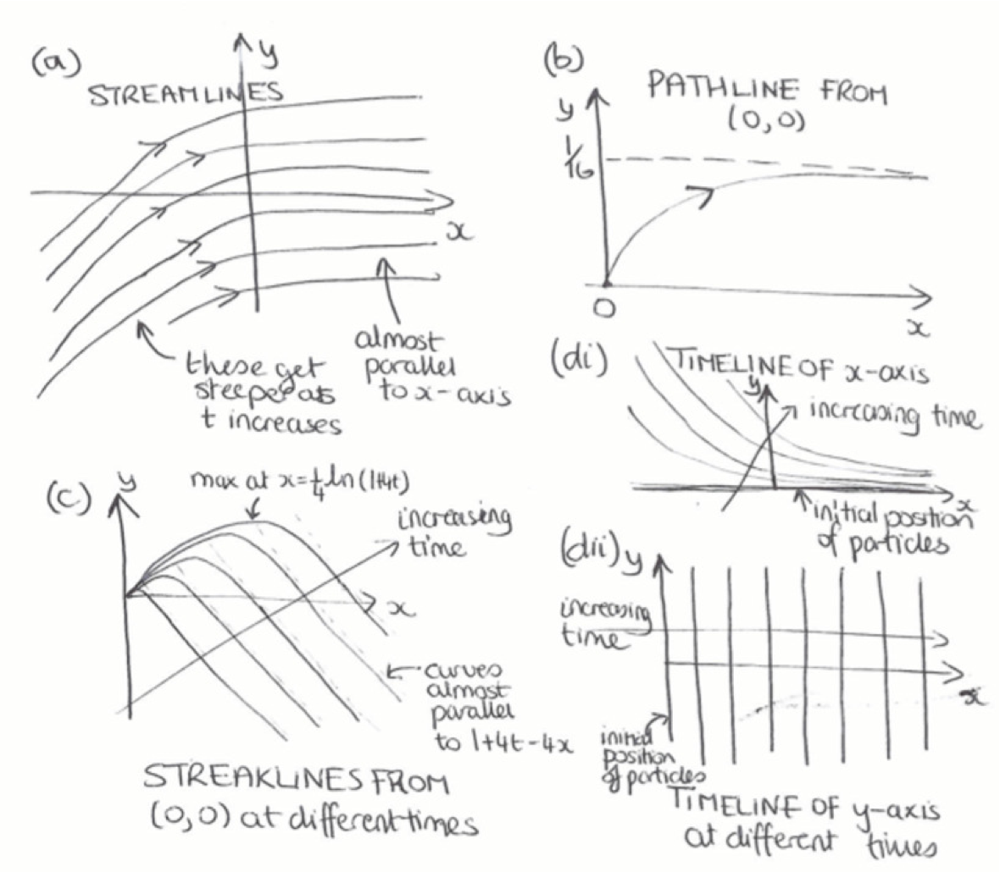 (a)
y
STREAMLINES
x
almost
parallel
to x-axis
these get
steeper as
t increases
(b)
PATHLINE FROM
(0,0)
y
1/16
0
x
(c)
y
max at x=¼ln(1+4t)
increasing
time
x
curves
almost
parallel
to 1+4t-4x
STREAKLINES FROM
(0,0) at different times
(di)
TIMELINE OF x-axis
y
increasing time
x
initial position
of particles
(dii)
y
increasing
time
x
initial
position
of particles
TIMELINE OF y-axis
at different times